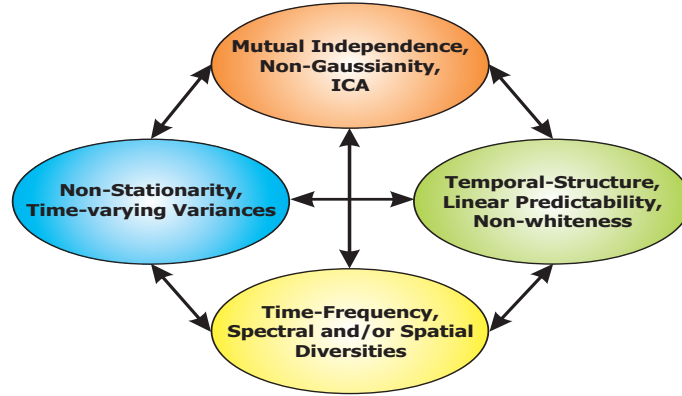 Mutual Independence,
Non-Gaussianity,
ICA
Non-Stationarity,
Time-varying Variances
Temporal-Structure,
Linear Predictability,
Non-whiteness
Time-Frequency,
Spectral and/or Spatial
Diversities